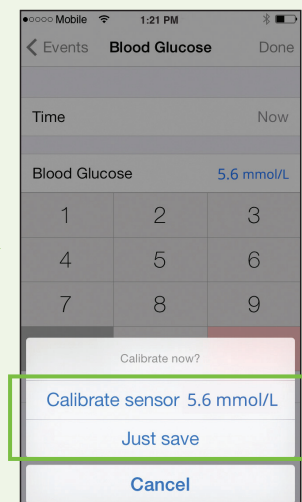 Mobile 1:21 PM
Events Blood Glucose Done
Time Now
Blood Glucose 5.6 mmol/L
1 2 3
4 5 6
7 8 9
Calibrate now?
Calibrate sensor 5.6 mmol/L
Just save
Cancel